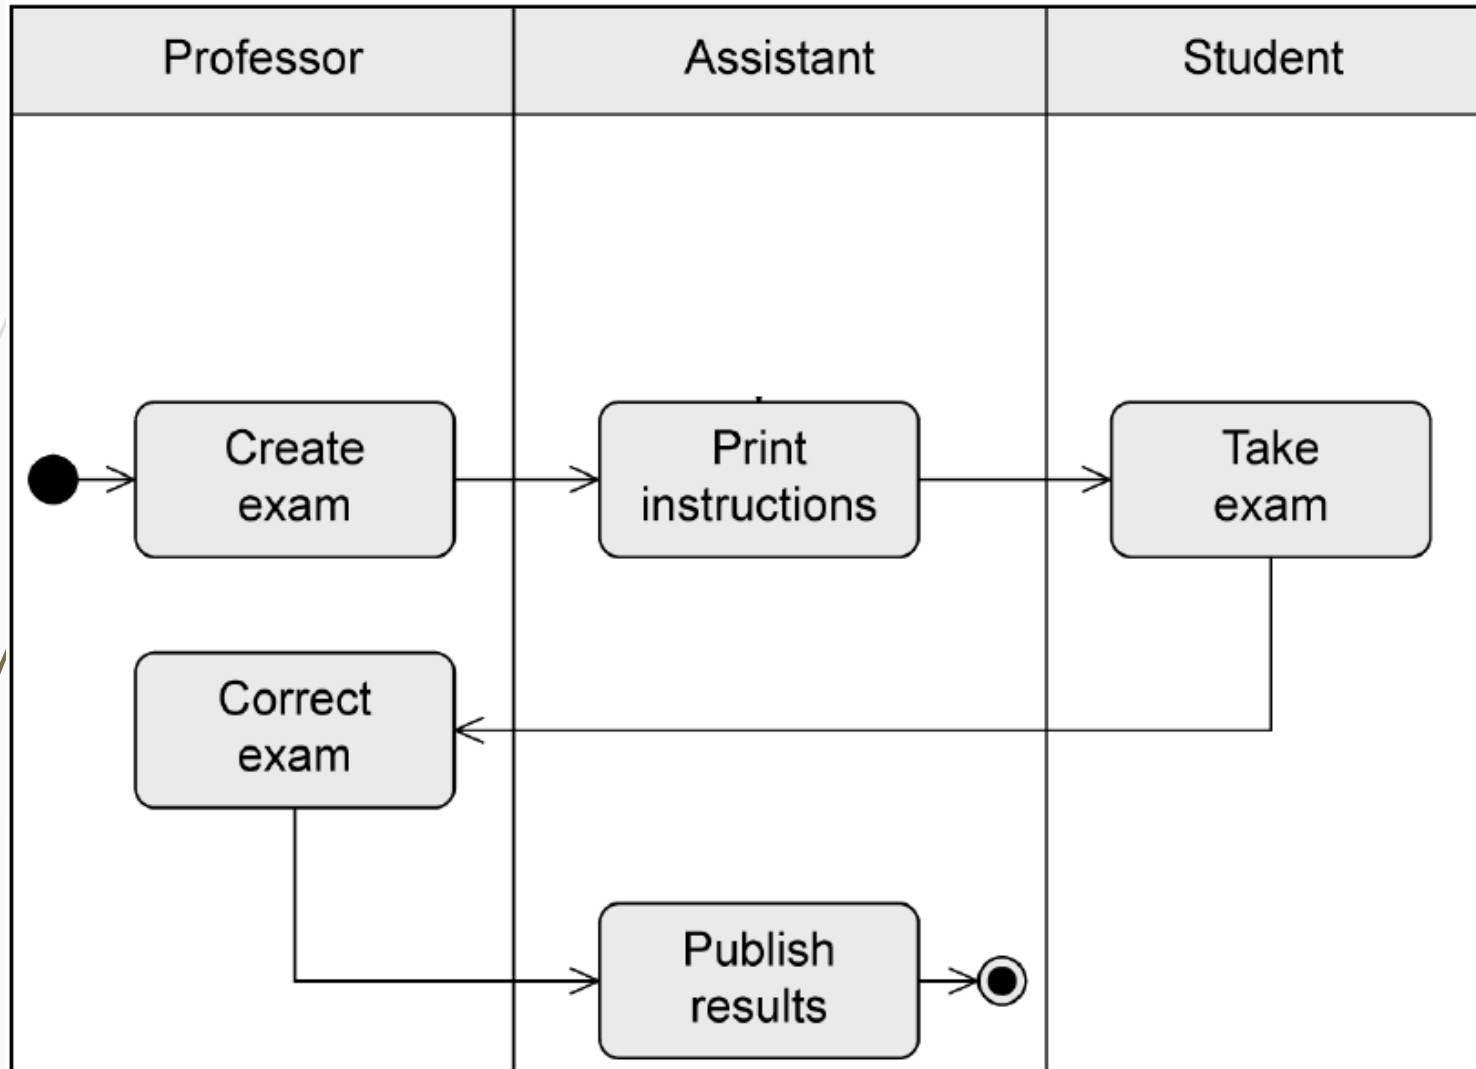 Professor
Assistant
Student
Create
exam
Print
instructions
Take
exam
Correct
exam
Publish
results